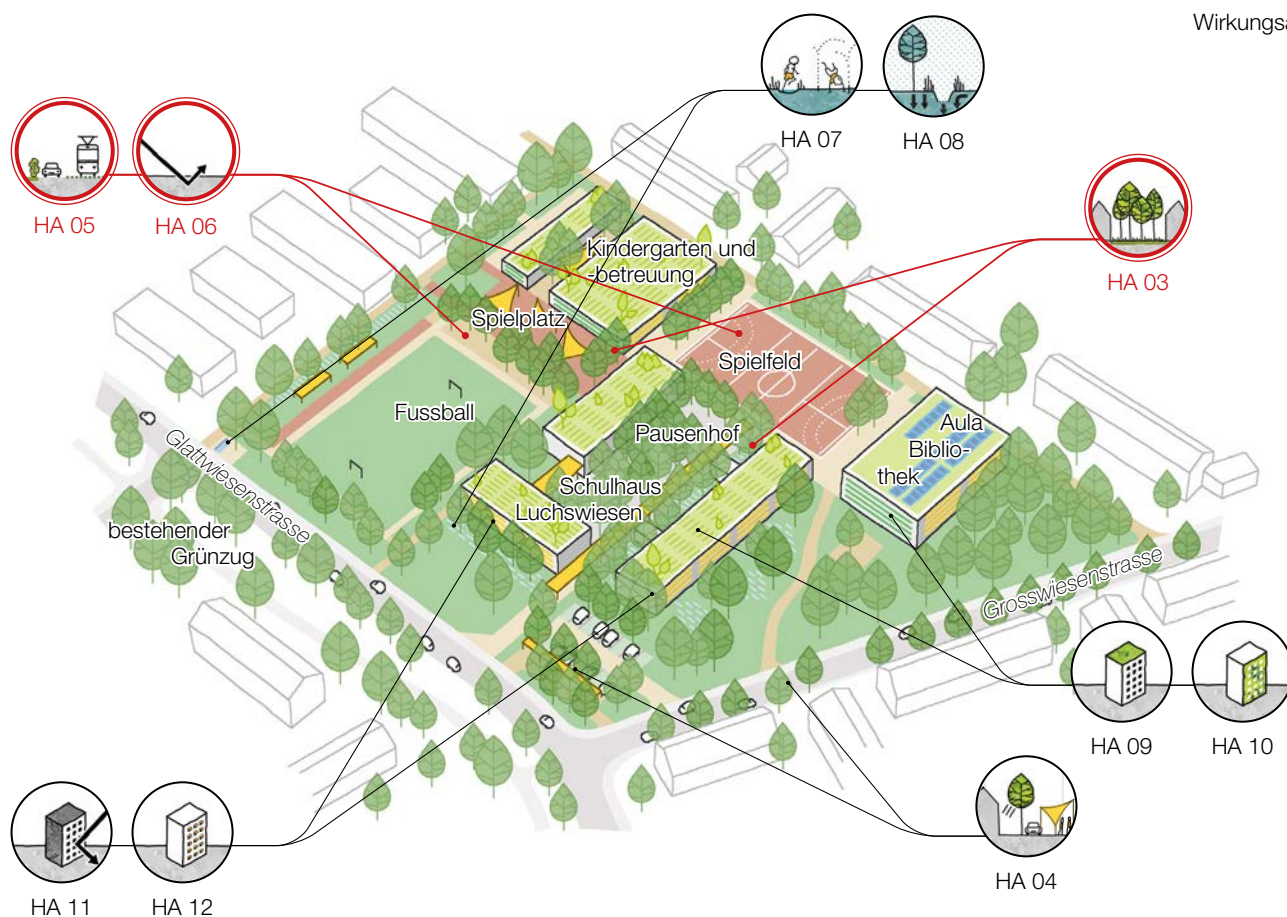 Wirkungsa
HA 07
HA 08
HA 05
HA 06
HA 03
Kindergarten und
-betreuung
Spielplatz
Spielfeld
Fussball
Aula
Biblio-
thek
Pausenhof
Schulhaus
Luchswiesen
Glattwiesenstrasse
bestehender
Grünzug
Grosswiesenstrasse
HA 09
HA 10
HA 04
HA 11
HA 12